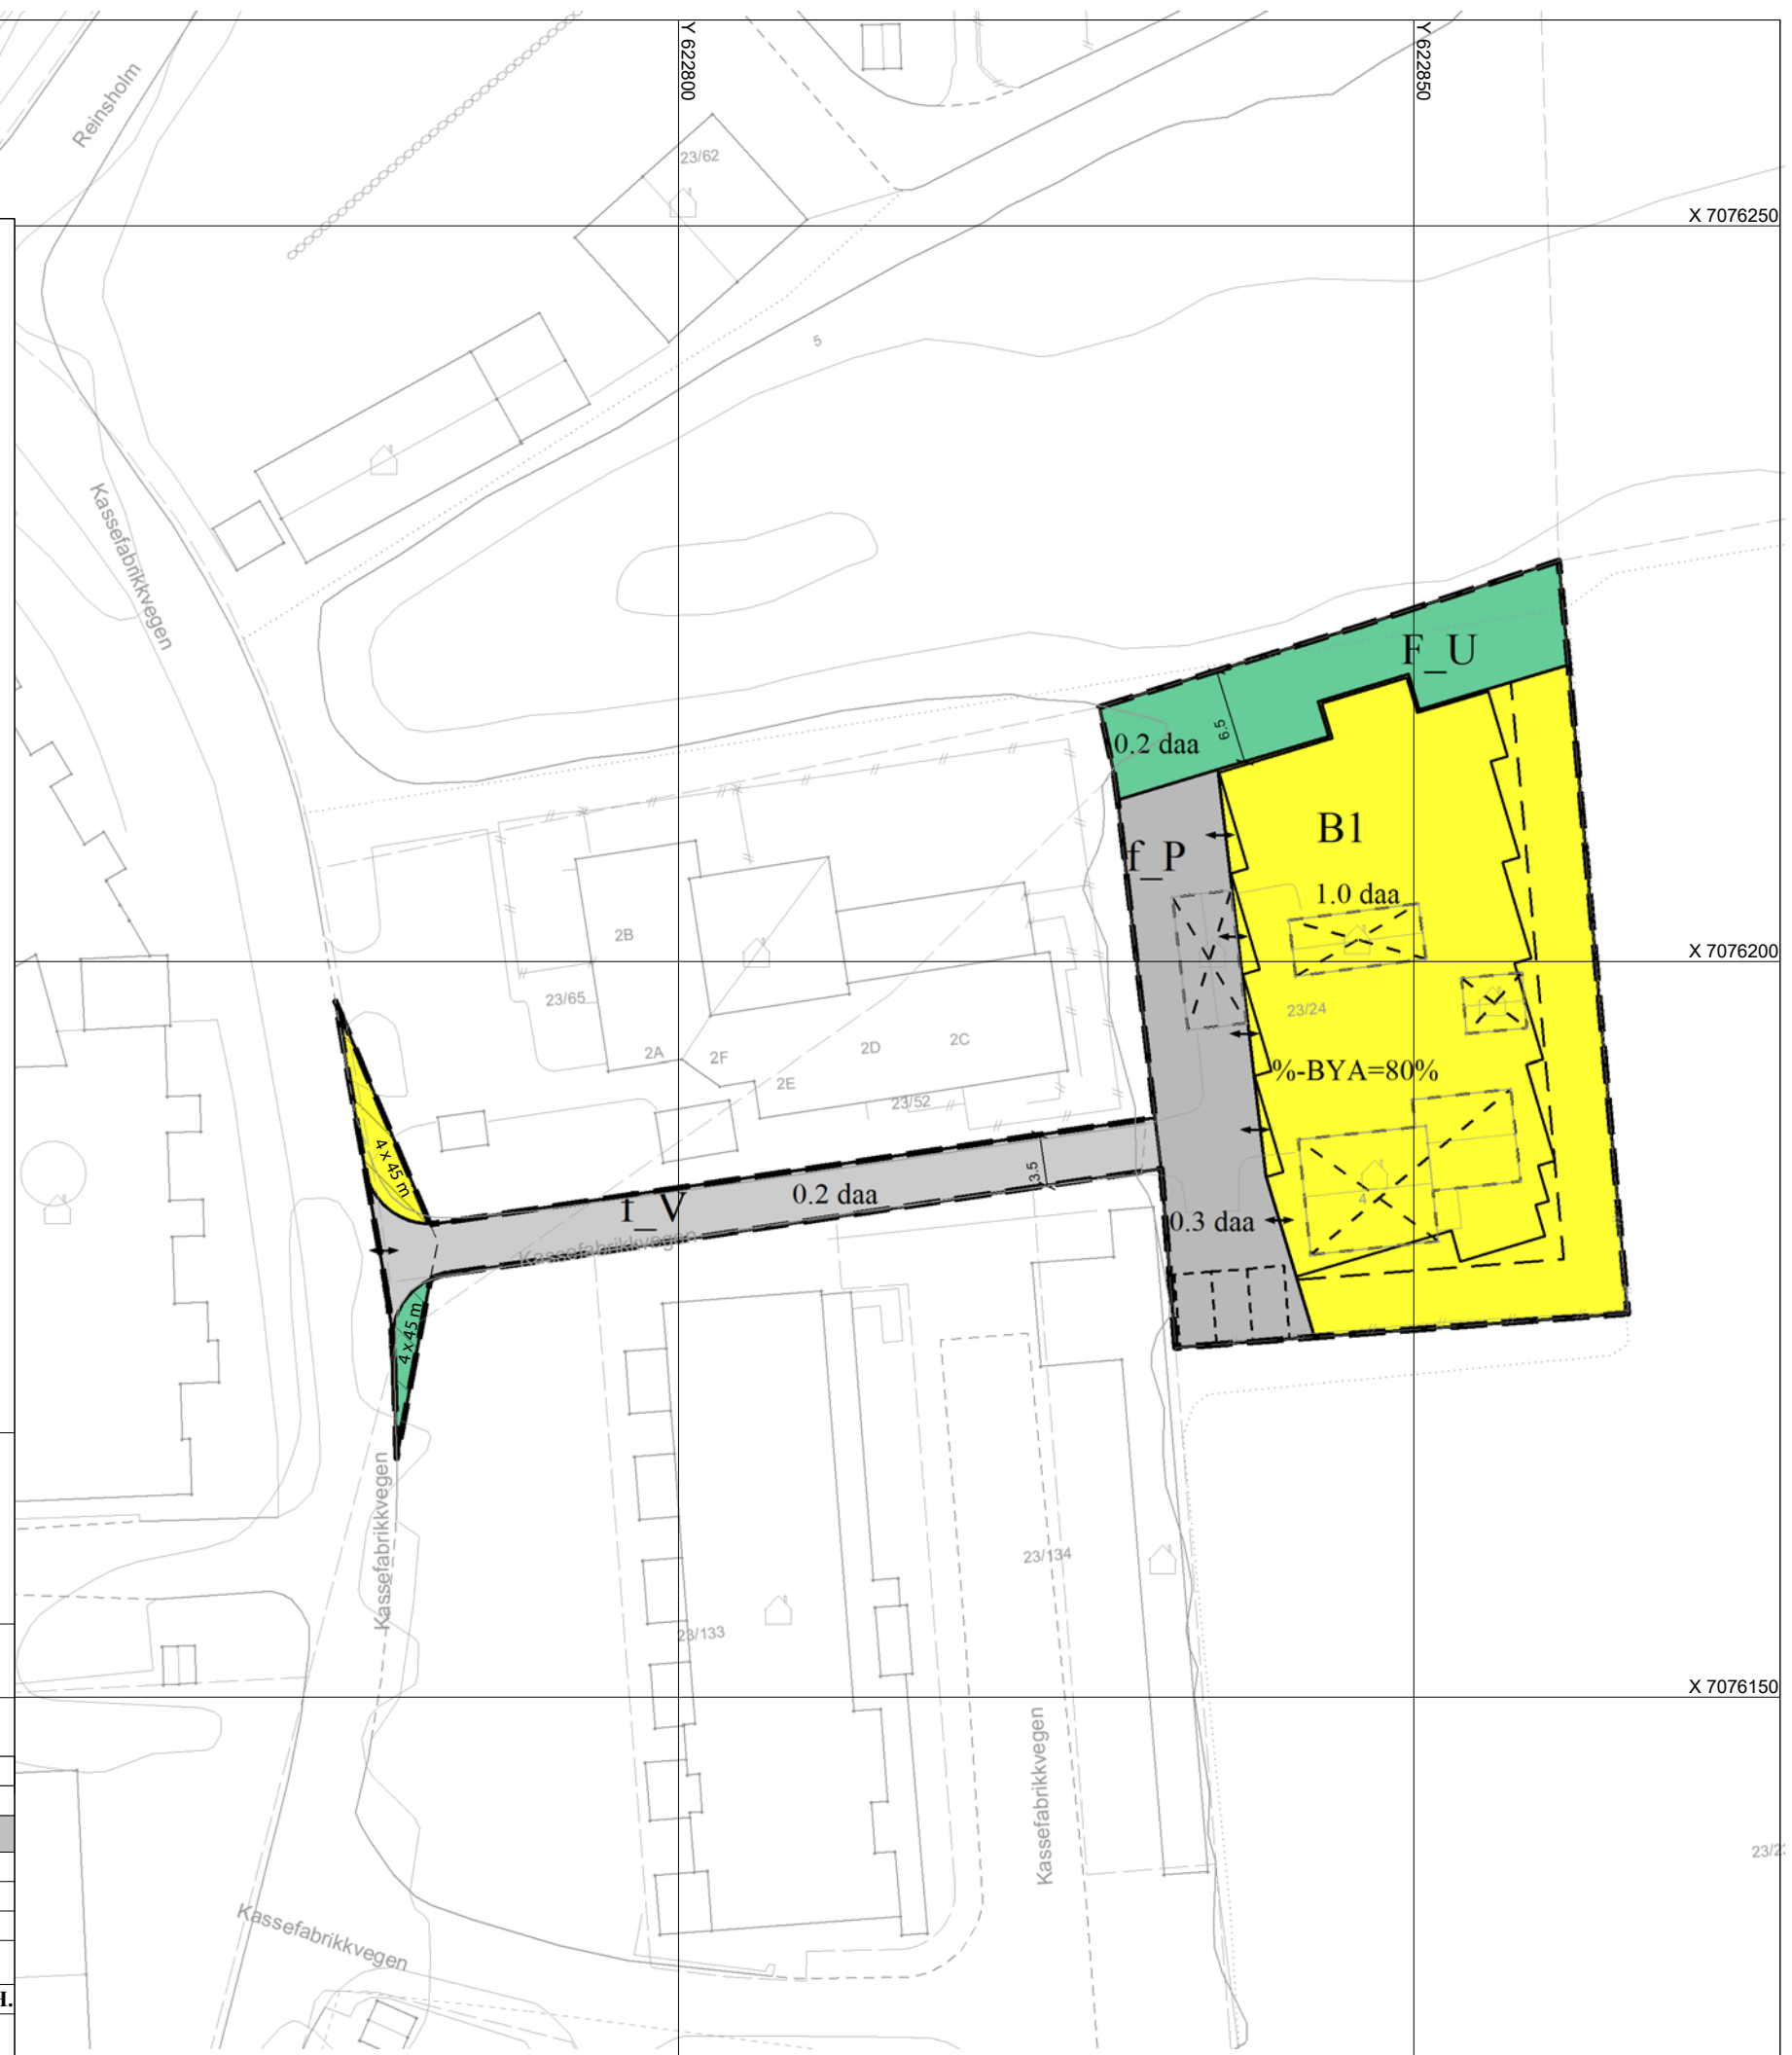 Y 622800
Y 622850
Reinsholm
23/62
X 7076250
5
Kassefabrikkvegen
F_U
6.5
0.2 daa
B1
f_P
1.0 daa
2B
X 7076200
23/65
23/24
2A
2F
2D
2C
2E
%-BYA=80%
23/52
4 x 45 m
3.5
0.2 daa
f_V
4
0.3 daa
Kassefabrikkvegen
4 x 45 m
Kassefabrikkvegen
23/134
23/133
X 7076150
Kassefabrikkvegen
Kassefabrikkvegen